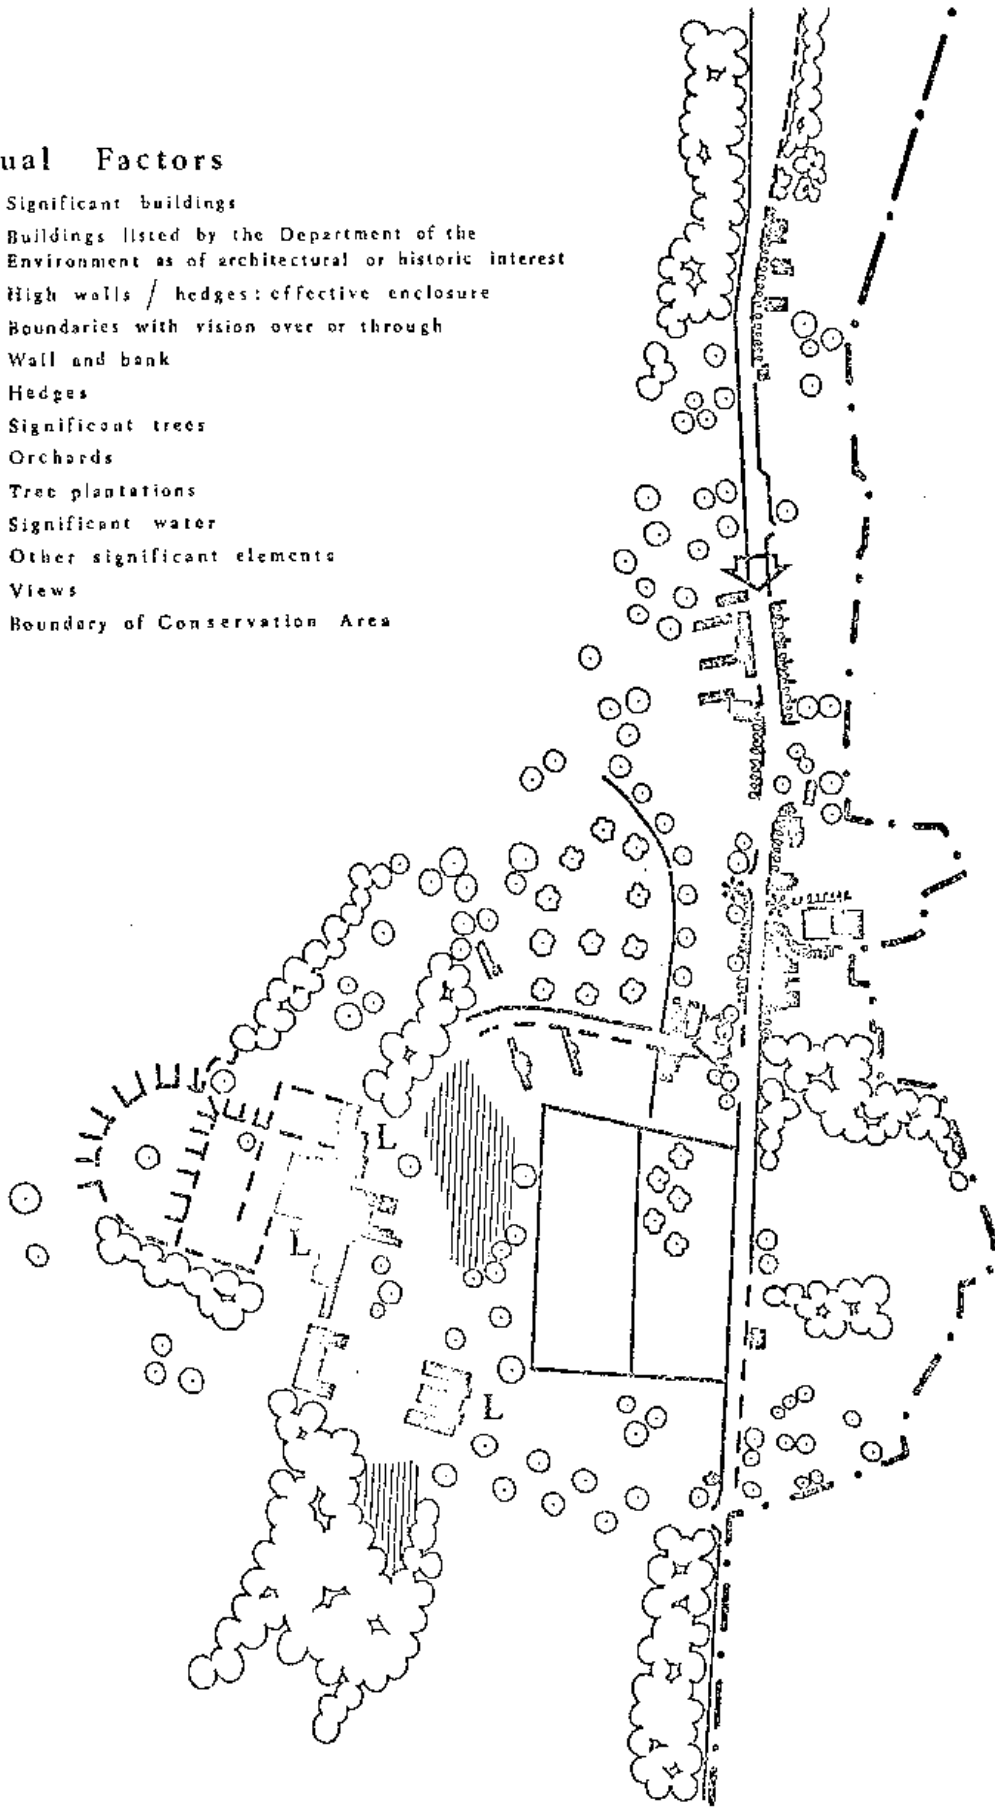 ual Factors
Significant buildings
Buildings listed by the Department of the
Environment as of architectural or historic interest
High walls / hedges: effective enclosure
Boundaries with vision over or through
Wall and bank
Hedges
Significant trees
Orchards
Tree plantations
Significant water
Other significant elements
Views
Boundary of Conservation Area
L
L
L